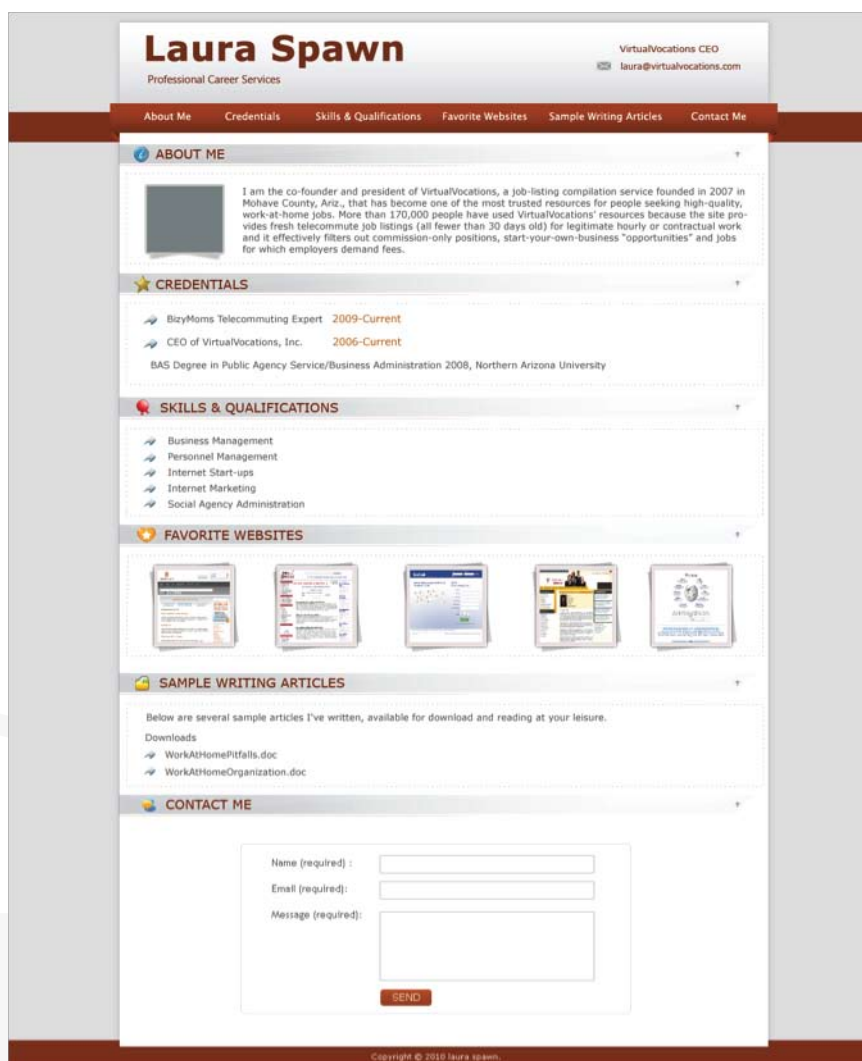 Laura Spawn
Professional Career Services
VirtualVocations CEO
laura@virtualvocations.com
About Me Credentials Skills & Qualifications Favorite Websites Sample Writing Articles Contact Me
ABOUT ME
I am the co-founder and president of VirtualVocations, a job-listing compilation service founded in 2007 in
Mohave County, Ariz., that has become one of the most trusted resources for people seeking high-quality,
work-at-home jobs. More than 170,000 people have used VirtualVocations' resources because the site pro-
vides fresh telecommute job listings (all fewer than 30 days old) for legitimate hourly or contractual work
and it effectively filters out commission-only positions, start-your-own-business "opportunities" and jobs
for which employers demand fees.
CREDENTIALS
BizyMoms Telecommuting Expert 2009-Current
CEO of VirtualVocations, Inc. 2006-Current
BAS Degree in Public Agency Service/Business Administration 2008, Northern Arizona University
SKILLS & QUALIFICATIONS
Business Management
Personnel Management
Internet Start-ups
Internet Marketing
Social Agency Administration
FAVORITE WEBSITES
SAMPLE WRITING ARTICLES
Below are several sample articles I've written, available for download and reading at your leisure.
Downloads
WorkAtHomePitfalls.doc
WorkAtHomeOrganization.doc
CONTACT ME
Name (required) :
Email (required):
Message (required):
SEND
Copyright © 2010 laura spawn.